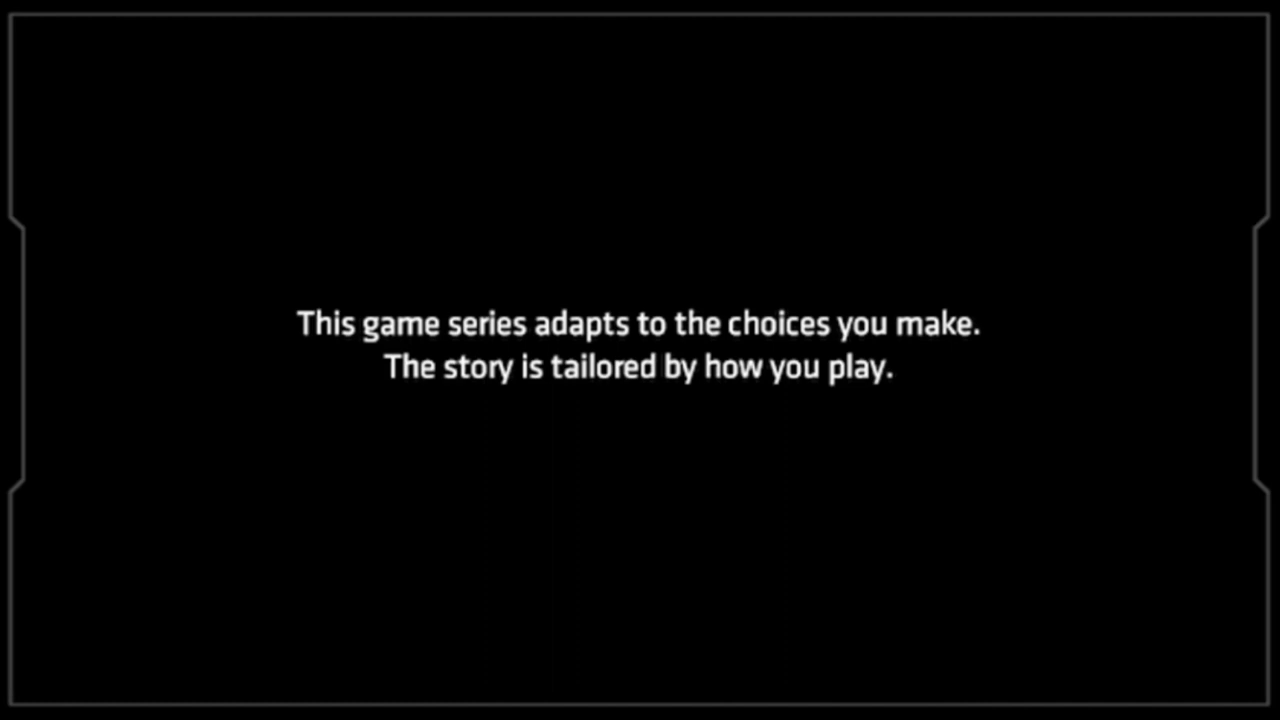 This game series adapts to the choices you make.
The story is tailored by how you play.